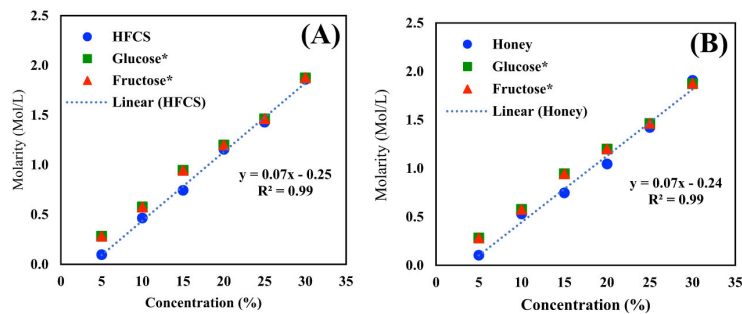 (A)
HFCS
Glucose*
Fructose*
Linear (HFCS)
y = 0.07x - 0.25
R² = 0.99
Molarity (Mol/L)
2.5
2.0
1.5
1.0
0.5
0.0
0 5 10 15 20 25 30 35
Concentration (%)
(B)
Honey
Glucose*
Fructose*
Linear (Honey)
y = 0.07x - 0.24
R² = 0.99
Molarity (Mol/L)
2.5
2.0
1.5
1.0
0.5
0.0
0 5 10 15 20 25 30 35
Concentration (%)